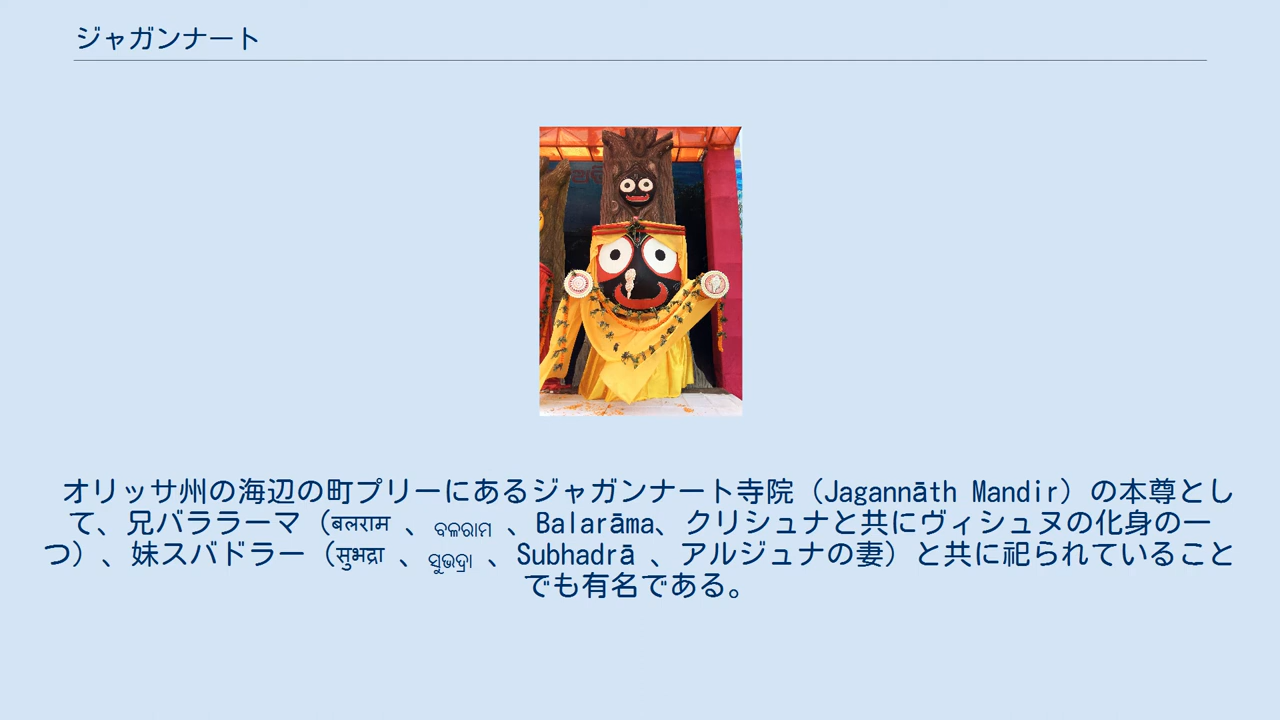 ジャガンナート
オリッサ州の海辺の町プリーにあるジャガンナート寺院（Jagannāth Mandir）の本尊とし
て、兄バララーマ（बलराम 、ବଳରାମ 、Balarāma、クリシュナと共にヴィシュヌの化身の一
つ）、妹スバドラー（सुभद्रा 、ସୁଭଦ୍ରା 、Subhadrā 、アルジュナの妻）と共に祀られていること
でも有名である。